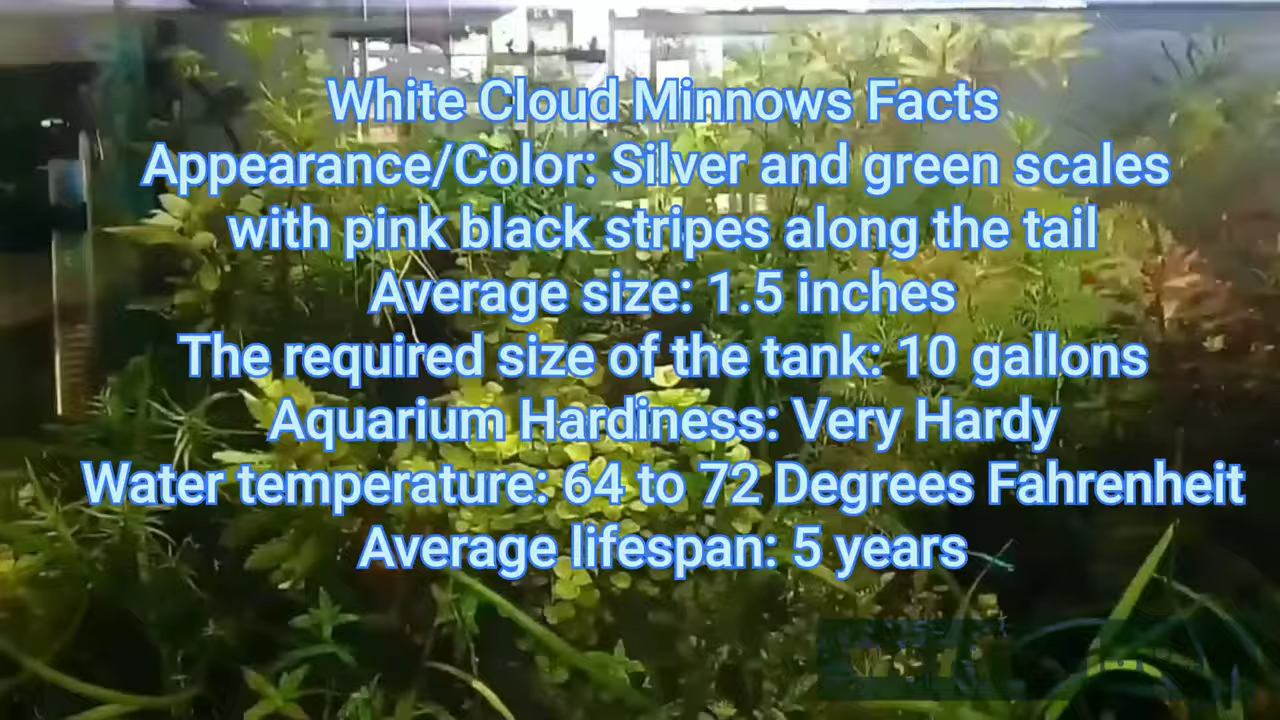 White Cloud Minnows Facts
Appearance/Color: Silver and green scales
with pink black stripes along the tail
Average size: 1.5 inches
The required size of the tank: 10 gallons
Aquarium Hardiness: Very Hardy
Water temperature: 64 to 72 Degrees Fahrenheit
Average lifespan: 5 years